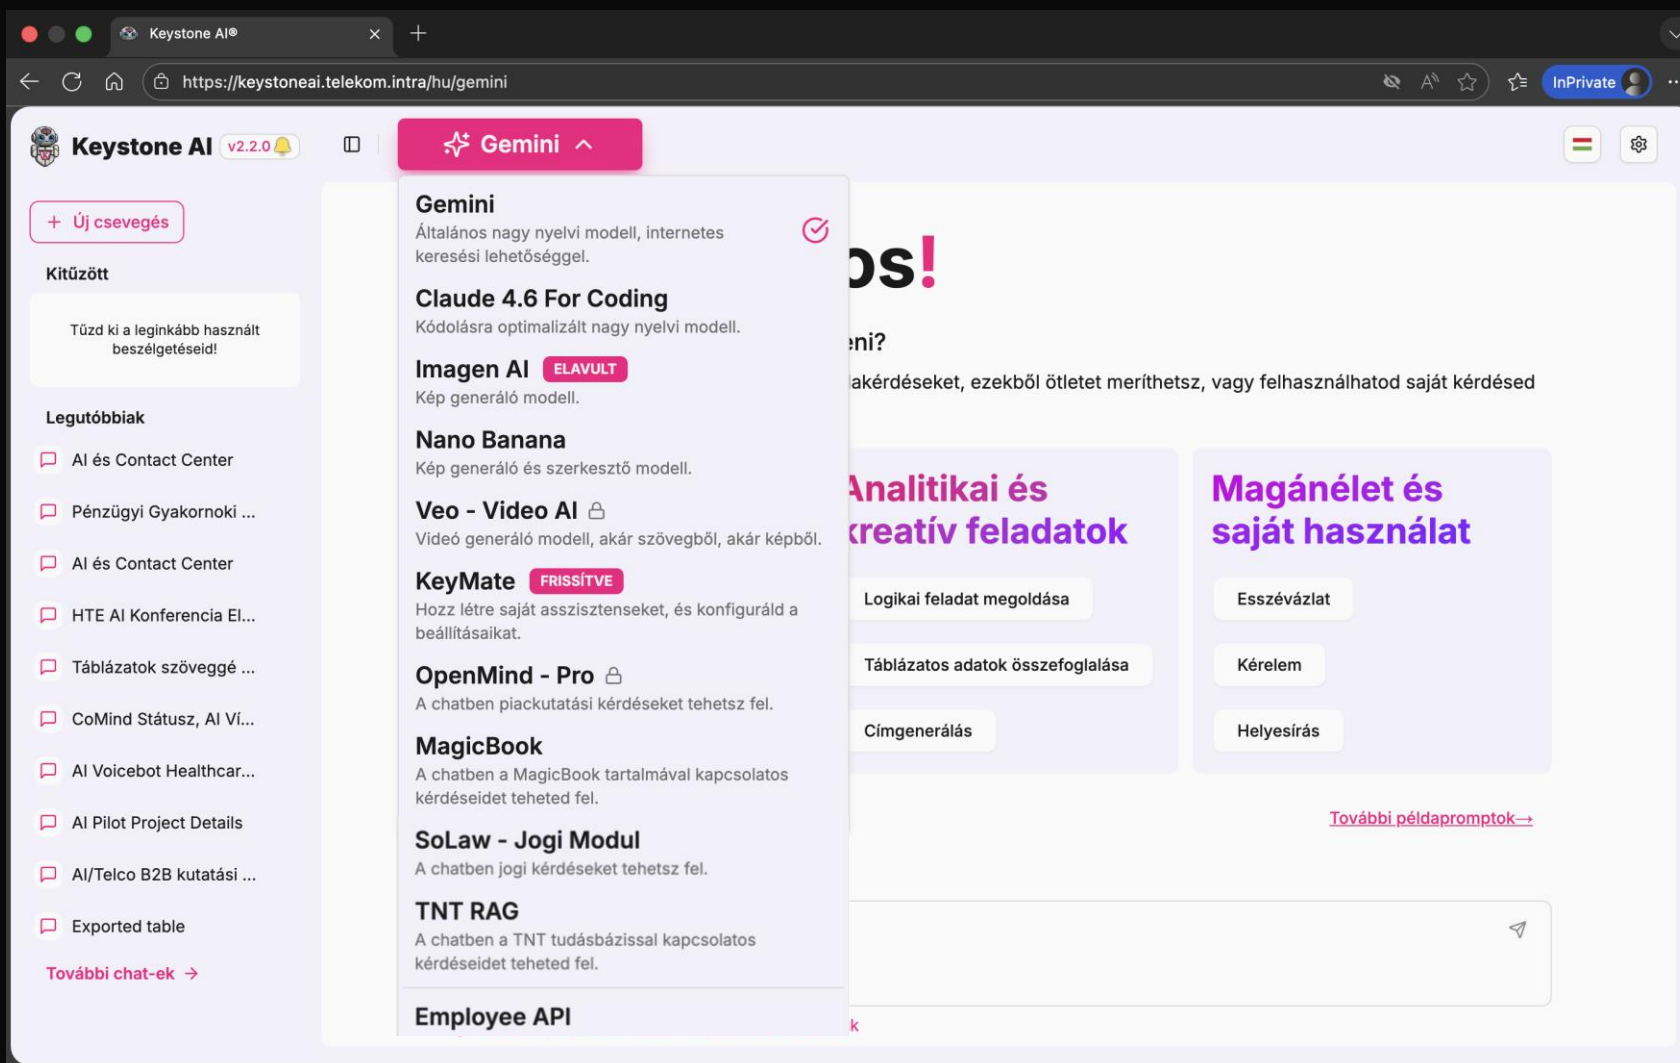 Keystone AI®
https://keystoneai.telekom.intra/hu/gemini
InPrivate
Keystone AI v2.2.0
Gemini
Új csevegés
Kitűzött
Tűzd ki a leginkább használt
beszélgetéseid!
Legutóbbiak
AI és Contact Center
Pénzügyi Gyakornoki ...
AI és Contact Center
HTE AI Konferencia El...
Táblázatok szöveggé ...
CoMind Státusz, AI Ví...
AI Voicebot Healthcar...
AI Pilot Project Details
AI/Telco B2B kutatási ...
Exported table
További chat-ek →
Gemini
Általános nagy nyelvi modell, internetes
keresési lehetőséggel.
Claude 4.6 For Coding
Kódolásra optimalizált nagy nyelvi modell.
Imagen AI ELAVULT
Kép generáló modell.
Nano Banana
Kép generáló és szerkesztő modell.
Veo - Video AI
Videó generáló modell, akár szövegből, akár képből.
KeyMate FRISSÍTVE
Hozz létre saját asszisztenseket, és konfiguráld a
beállításaikat.
OpenMind - Pro
A chatben piackutatási kérdéseket tehetsz fel.
MagicBook
A chatben a MagicBook tartalmával kapcsolatos
kérdéseidet teheted fel.
SoLaw - Jogi Modul
A chatben jogi kérdéseket tehetsz fel.
TNT RAG
A chatben a TNT tudásbázissal kapcsolatos
kérdéseidet teheted fel.
Employee API
os!
eni?
lakérdéseket, ezekből ötletet meríthetsz, vagy felhasználhatod saját kérdésed
Analitikai és
kreatív feladatok
Logikai feladat megoldása
Táblázatos adatok összefoglalása
Címgenerálás
Magánélet és
saját használat
Esszévázlat
Kérelem
Helyesírás
További példapromptok→
k